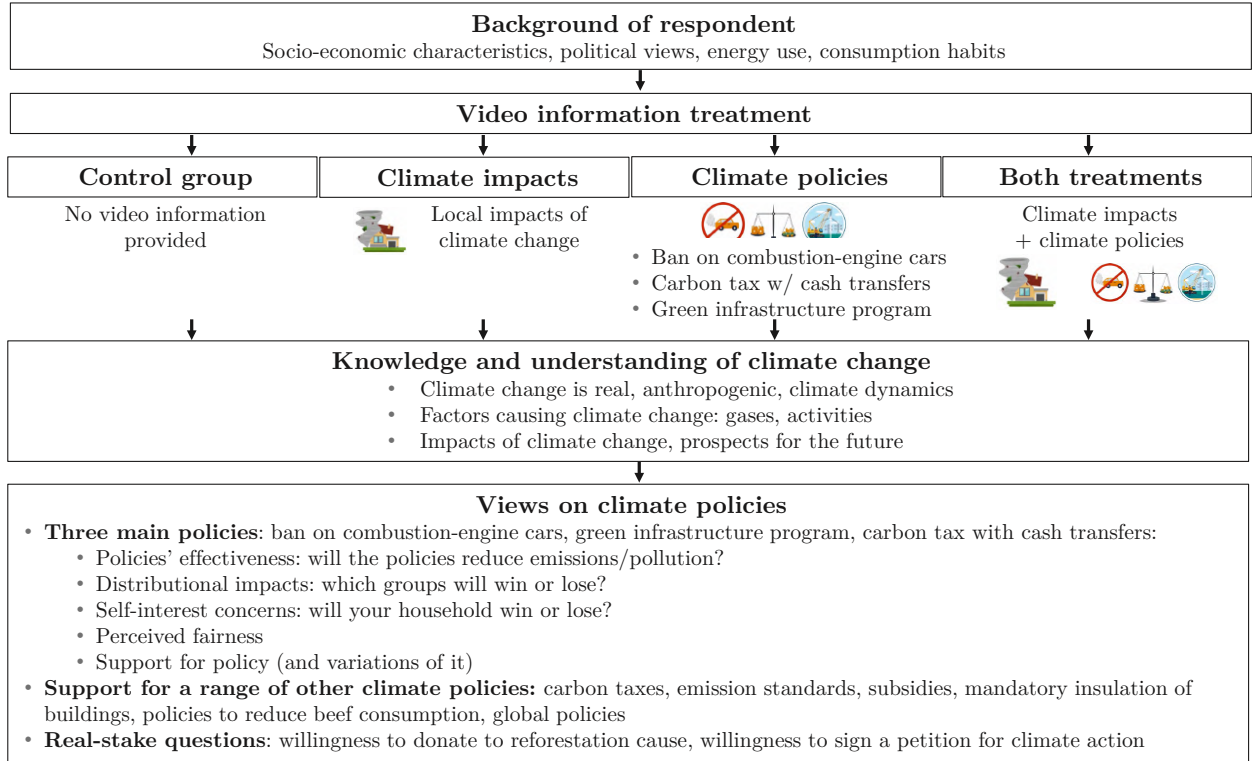 Background of respondent
Socio-economic characteristics, political views, energy use, consumption habits
Video information treatment
Control group
No video information
provided
Climate impacts
Local impacts of
climate change
Climate policies
• Ban on combustion-engine cars
• Carbon tax w/ cash transfers
• Green infrastructure program
Both treatments
Climate impacts
+ climate policies
Knowledge and understanding of climate change
• Climate change is real, anthropogenic, climate dynamics
• Factors causing climate change: gases, activities
• Impacts of climate change, prospects for the future
Views on climate policies
• Three main policies: ban on combustion-engine cars, green infrastructure program, carbon tax with cash transfers:
• Policies' effectiveness: will the policies reduce emissions/pollution?
• Distributional impacts: which groups will win or lose?
• Self-interest concerns: will your household win or lose?
• Perceived fairness
• Support for policy (and variations of it)
• Support for a range of other climate policies: carbon taxes, emission standards, subsidies, mandatory insulation of
buildings, policies to reduce beef consumption, global policies
• Real-stake questions: willingness to donate to reforestation cause, willingness to sign a petition for climate action